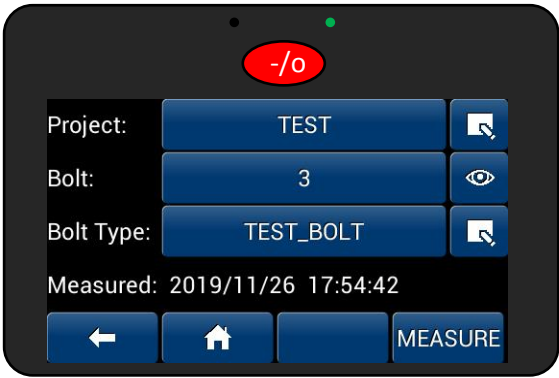 -/o
Project: TEST
Bolt: 3
Bolt Type: TEST_BOLT
Measured: 2019/11/26 17:54:42
MEASURE